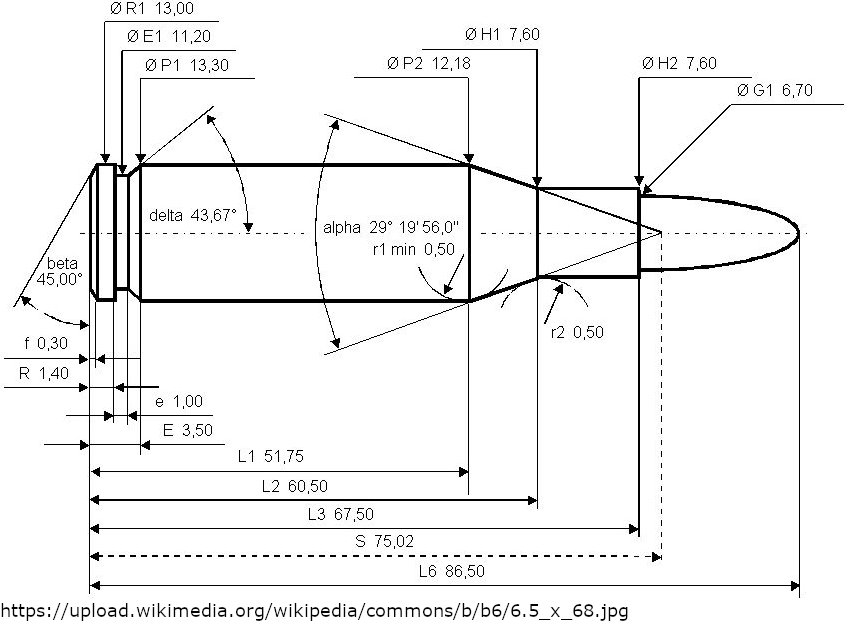 Ø R1 13,00
Ø E1 11,20
Ø P1 13,30
Ø P2 12,18
Ø H1 7,60
Ø H2 7,60
Ø G1 6,70
delta 43,67°
alpha 29° 19' 56,0"
r1 min 0,50
beta
45,00°
r2 0,50
f 0,30
R 1,40
e 1,00
E 3,50
L1 51,75
L2 60,50
L3 67,50
S 75,02
L6 86,50
https://upload.wikimedia.org/wikipedia/commons/b/b6/6.5_x_68.jpg